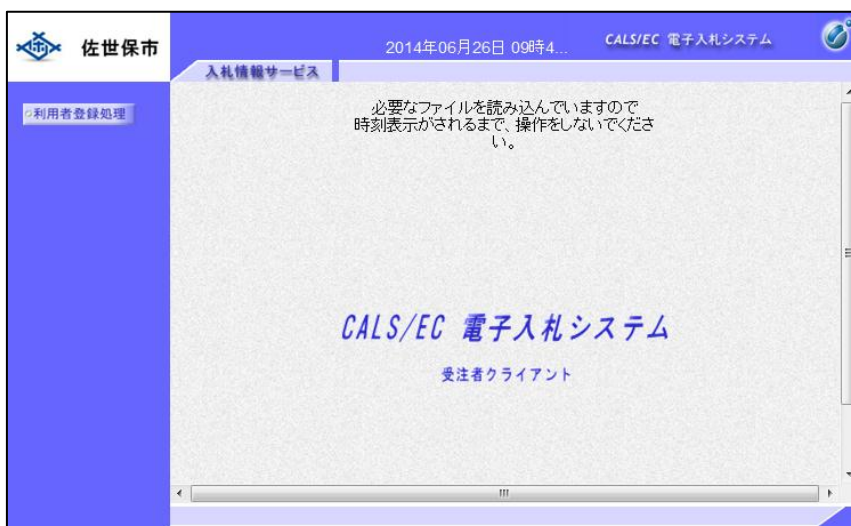 佐世保市
2014年06月26日 09時4...
CALS/EC 電子入札システム
入札情報サービス
利用者登録処理
必要なファイルを読み込んでいますので
時刻表示がされるまで、操作をしないでくださ
い。
CALS/EC 電子入札システム
受注者クライアント